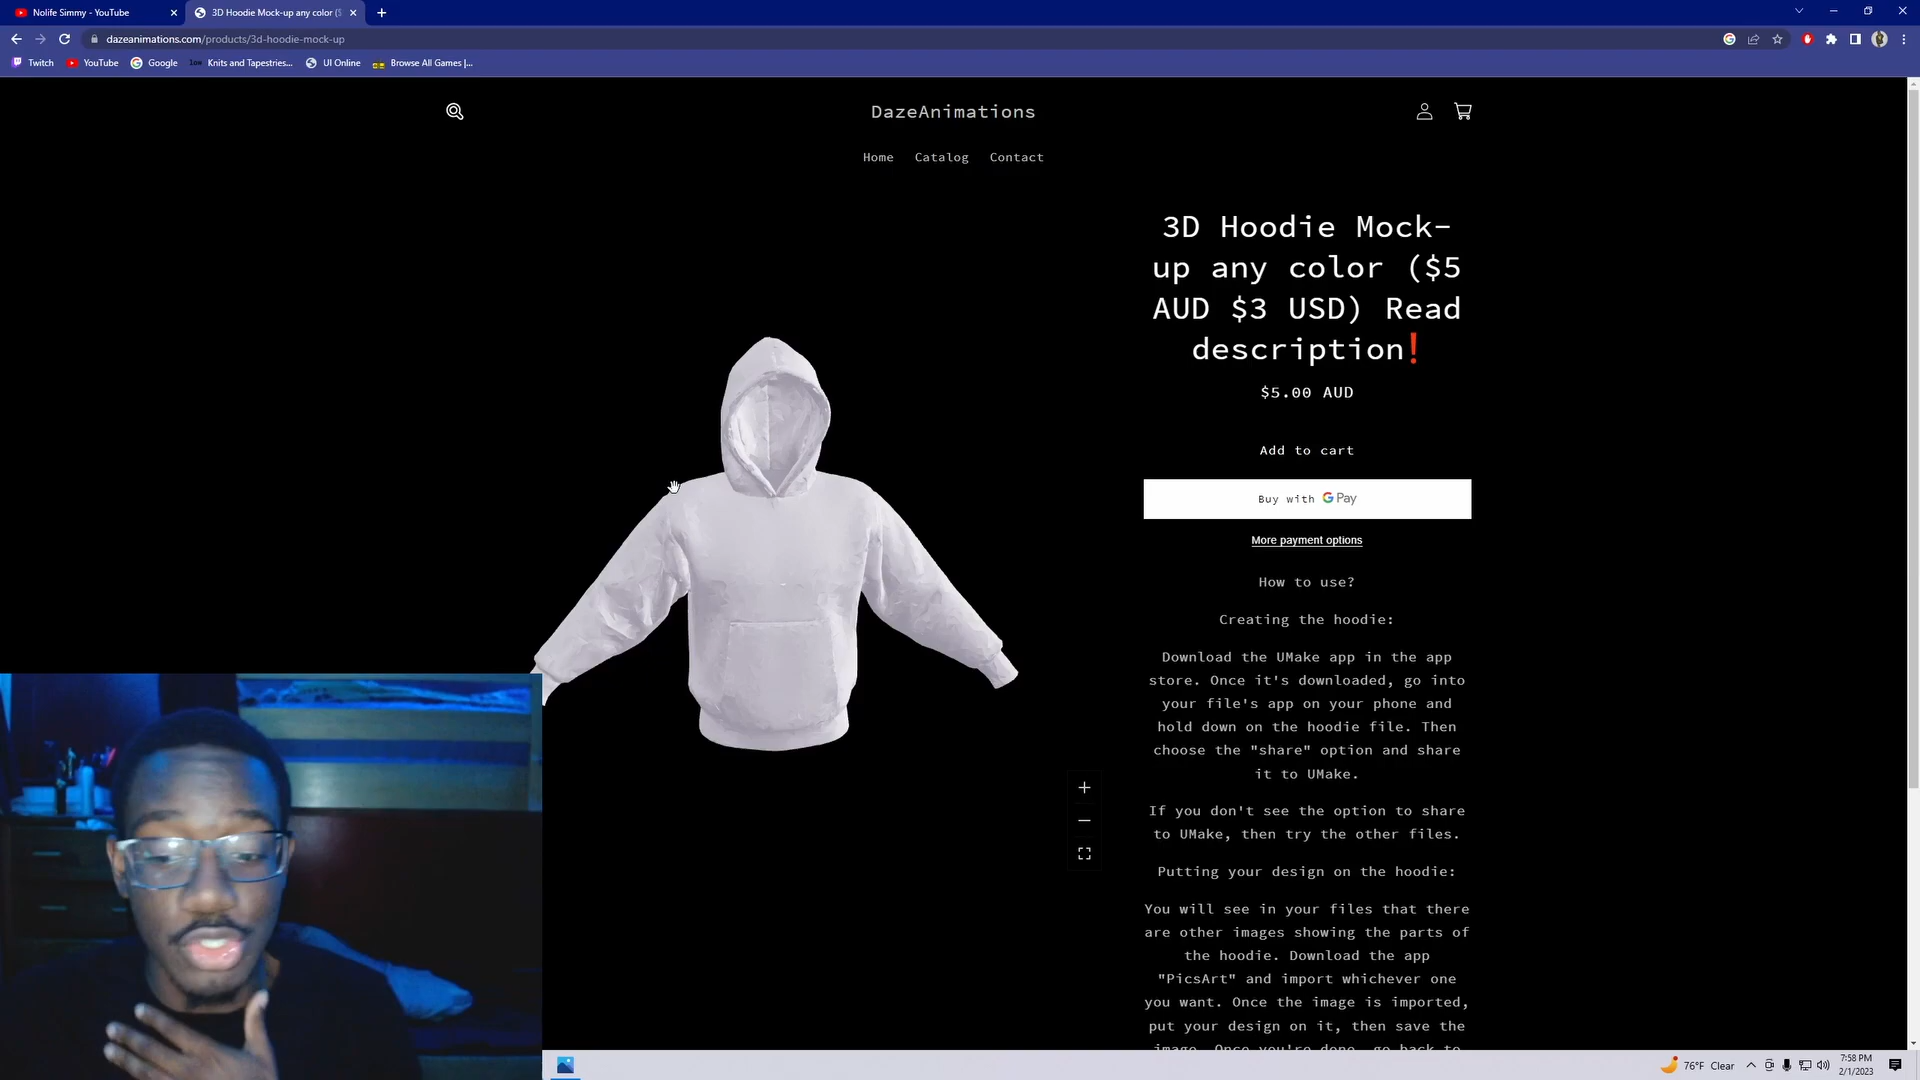 Nolife Simmy - YouTube
3D Hoodie Mock-up any color ($
dazeanimations.com/products/3d-hoodie-mock-up
Twitch
YouTube
Google
Knits and Tapestries...
UI Online
Browse All Games |...
DazeAnimations
Home Catalog Contact
3D Hoodie Mock-
up any color ($5
AUD $3 USD) Read
description❗
$5.00 AUD
Add to cart
Buy with G Pay
More payment options
How to use?
Creating the hoodie:
Download the UMake app in the app
store. Once it's downloaded, go into
your file's app on your phone and
hold down on the hoodie file. Then
choose the "share" option and share
it to UMake.
If you don't see the option to share
to UMake, then try the other files.
Putting your design on the hoodie:
You will see in your files that there
are other images showing the parts of
the hoodie. Download the app
"PicsArt" and import whichever one
you want. Once the image is imported,
put your design on it, then save the
image. Once you're done, go back to
76°F Clear
7:58 PM
2/1/2023